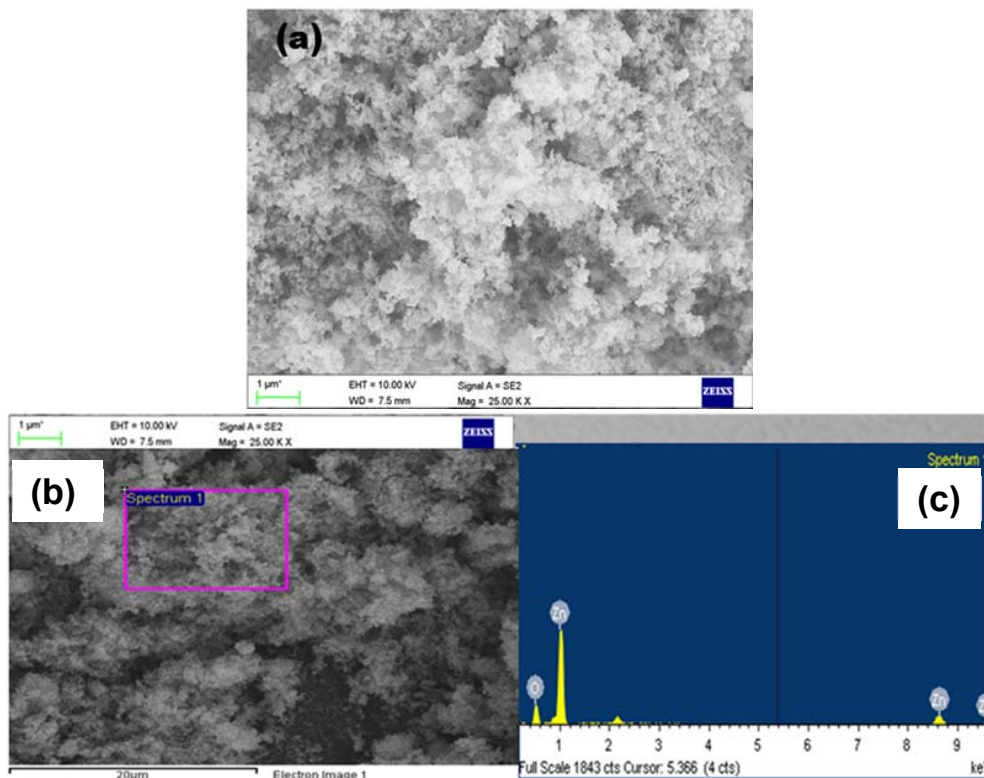 (a)
1 µm*
EHT = 10.00 kV Signal A = SE2
WD = 7.5 mm Mag = 25.00 K X
ZEISS
1 µm*
EHT = 10.00 kV Signal A = SE2
WD = 7.5 mm Mag = 25.00 K X
ZEISS
(b)
Spectrum 1
20µm Electron Image 1
Spectrum
(c)
Zn
O
Zn
1 2 3 4 5 6 7 8 9
Full Scale 1843 cts Cursor: 5.366 (4 cts)